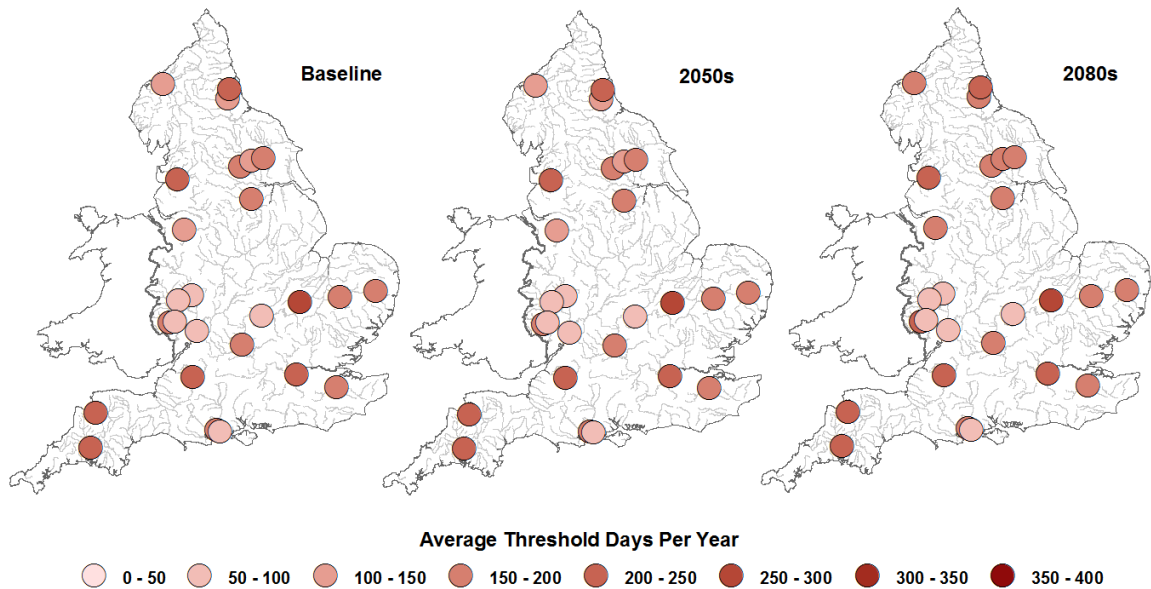 Baseline
2050s
2080s
Average Threshold Days Per Year
0 - 50 50 - 100 100 - 150 150 - 200 200 - 250 250 - 300 300 - 350 350 - 400